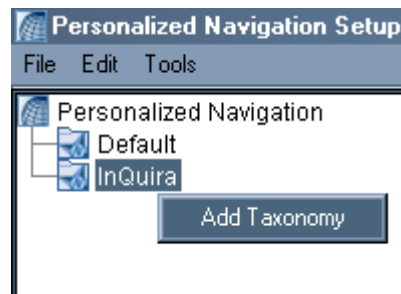 Personalized Navigation Setup
File Edit Tools
Personalized Navigation
Default
InQuira
Add Taxonomy